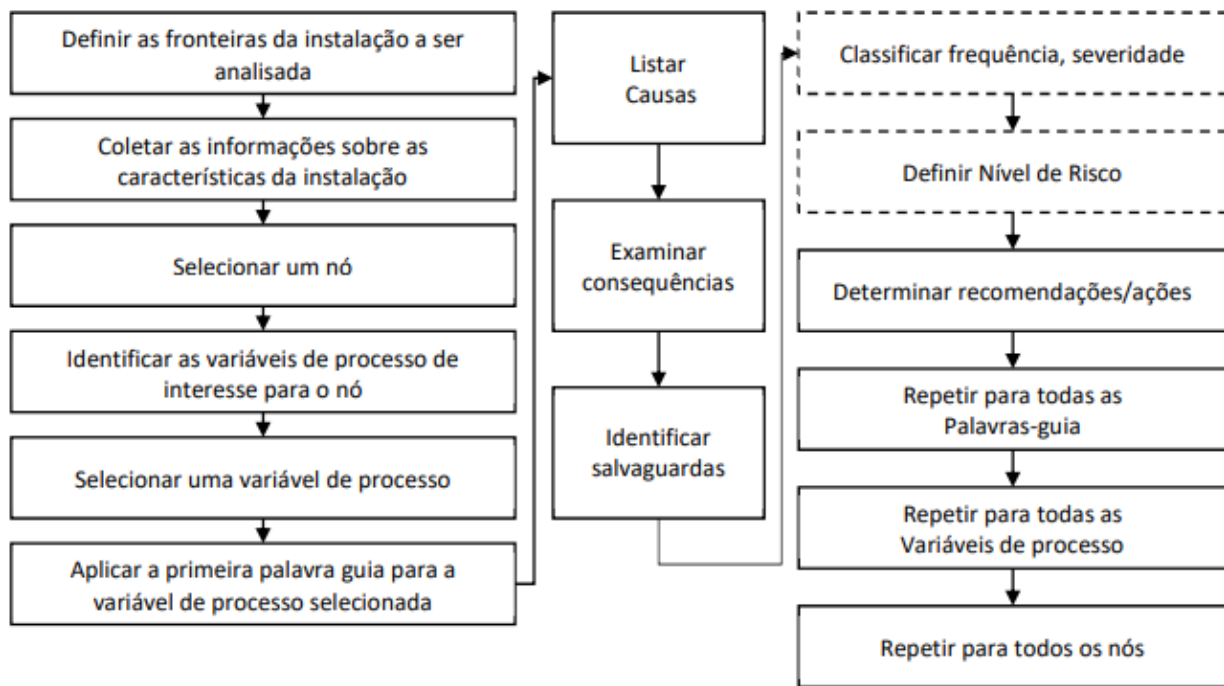 Definir as fronteiras da instalação a ser
analisada
Coletar as informações sobre as
características da instalação
Selecionar um nó
Identificar as variáveis de processo de
interesse para o nó
Selecionar uma variável de processo
Aplicar a primeira palavra guia para a
variável de processo selecionada
Listar
Causas
Examinar
consequências
Identificar
salvaguardas
Classificar frequência, severidade
Definir Nível de Risco
Determinar recomendações/ações
Repetir para todas as
Palavras-guia
Repetir para todas as
Variáveis de processo
Repetir para todos os nós